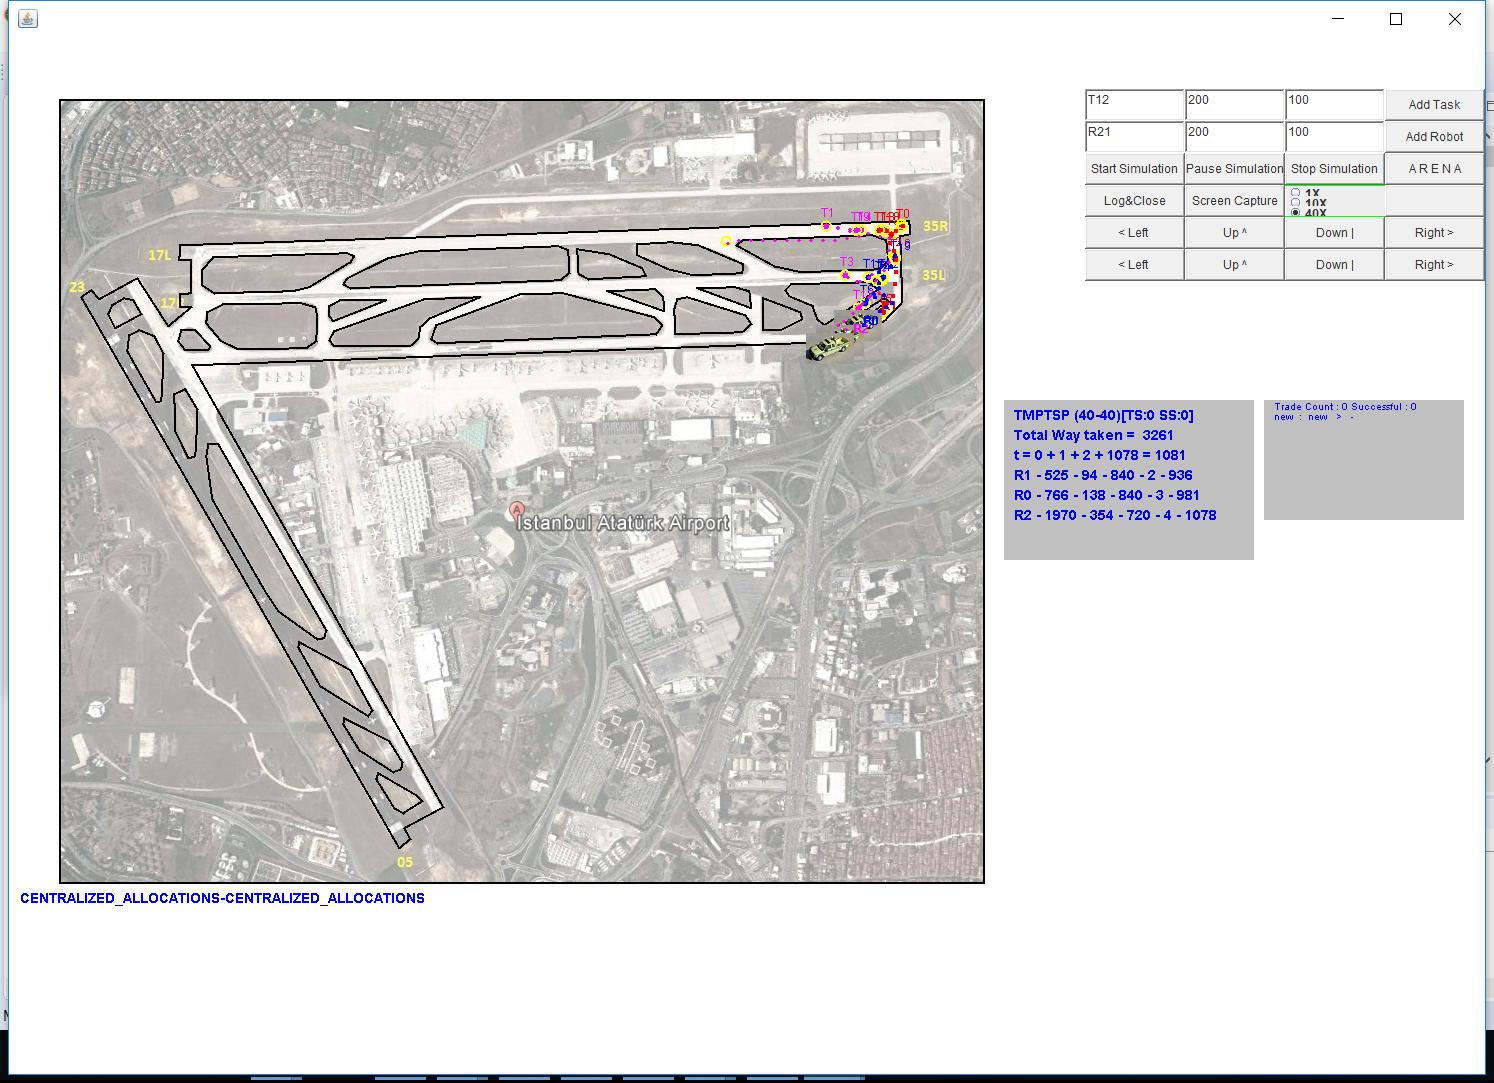 T12 200 100 Add Task
R21 200 100 Add Robot
Start Simulation Pause Simulation Stop Simulation A R E N A
Log&Close Screen Capture 1X
10X
40X
< Left Up ^ Down | Right >
< Left Up ^ Down | Right >
T1 T0
35R
17L
T3
35L
23
R0
A
İstanbul Atatürk Airport
05
TMPTSP (40-40)[TS:0 SS:0]
Total Way taken = 3261
t = 0 + 1 + 2 + 1078 = 1081
R1 - 525 - 94 - 840 - 2 - 936
R0 - 766 - 138 - 840 - 3 - 981
R2 - 1970 - 354 - 720 - 4 - 1078
Trade Count : 0 Successful : 0
new : new > -
CENTRALIZED_ALLOCATIONS-CENTRALIZED_ALLOCATIONS